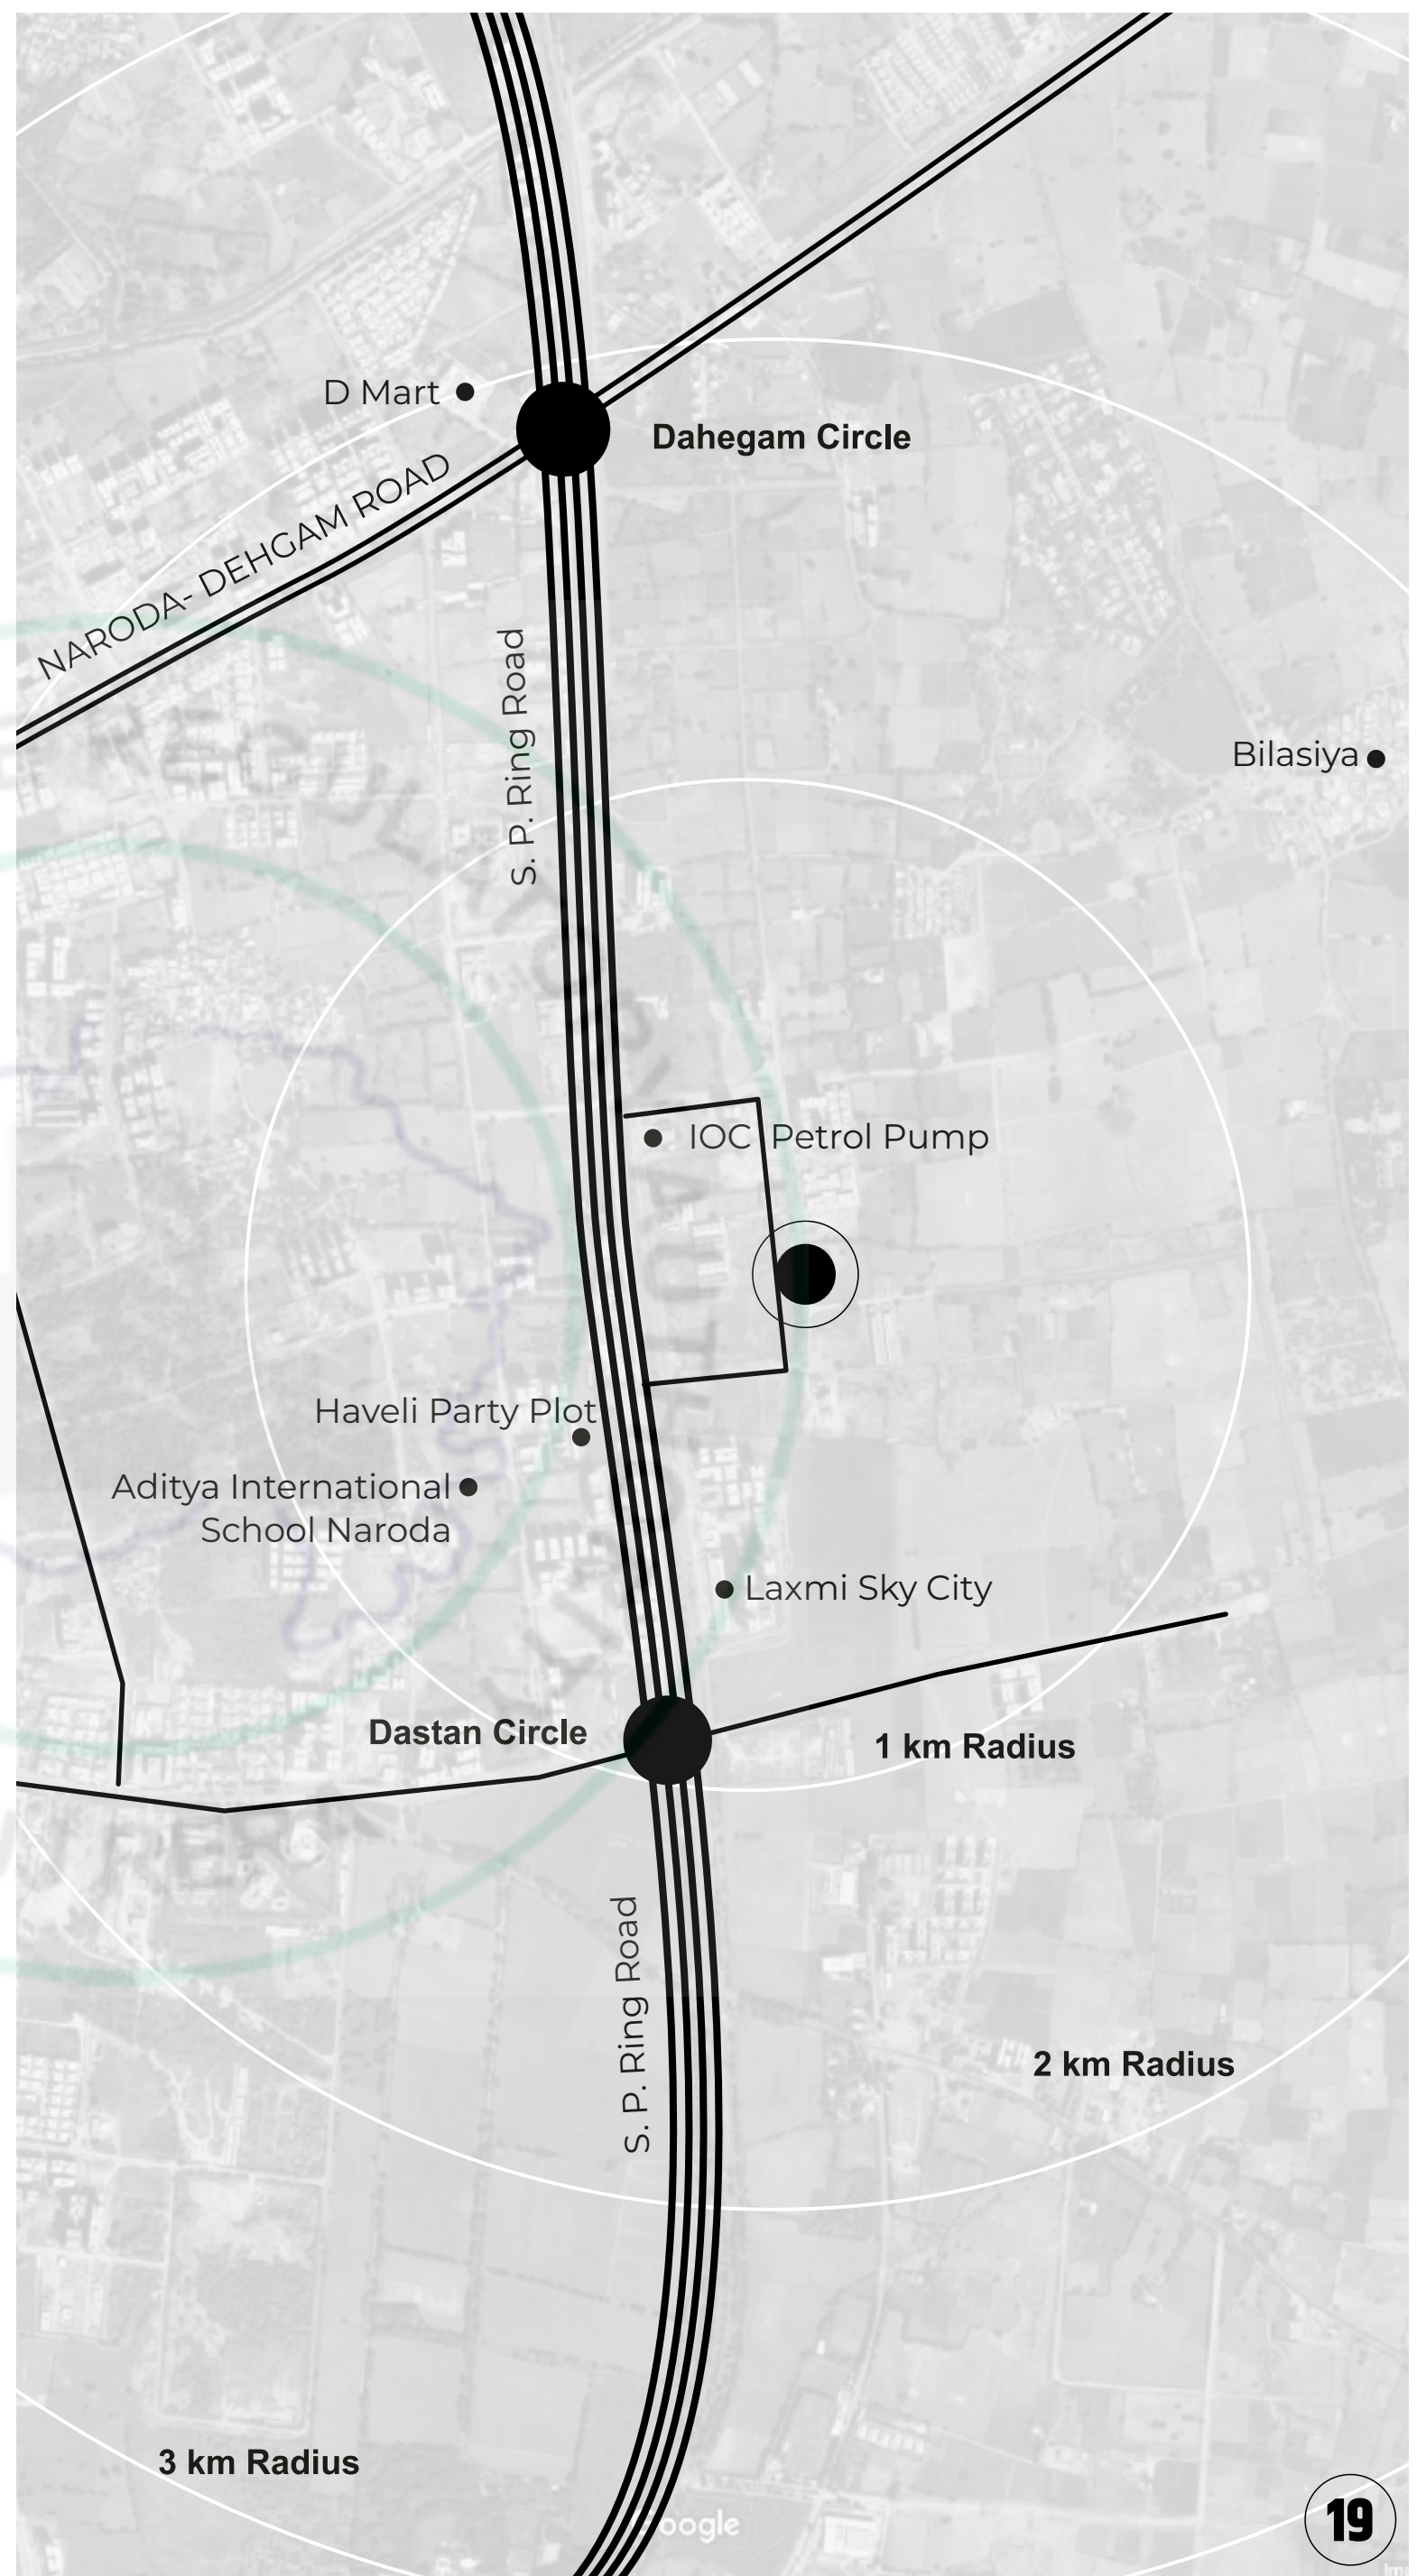 D Mart
Dahegam Circle
NARODA- DEHGAM ROAD
S. P. Ring Road
Bilasiya
IOC Petrol Pump
Haveli Party Plot
Aditya International
School Naroda
Laxmi Sky City
Dastan Circle
1 km Radius
S. P. Ring Road
2 km Radius
3 km Radius
oogle
19